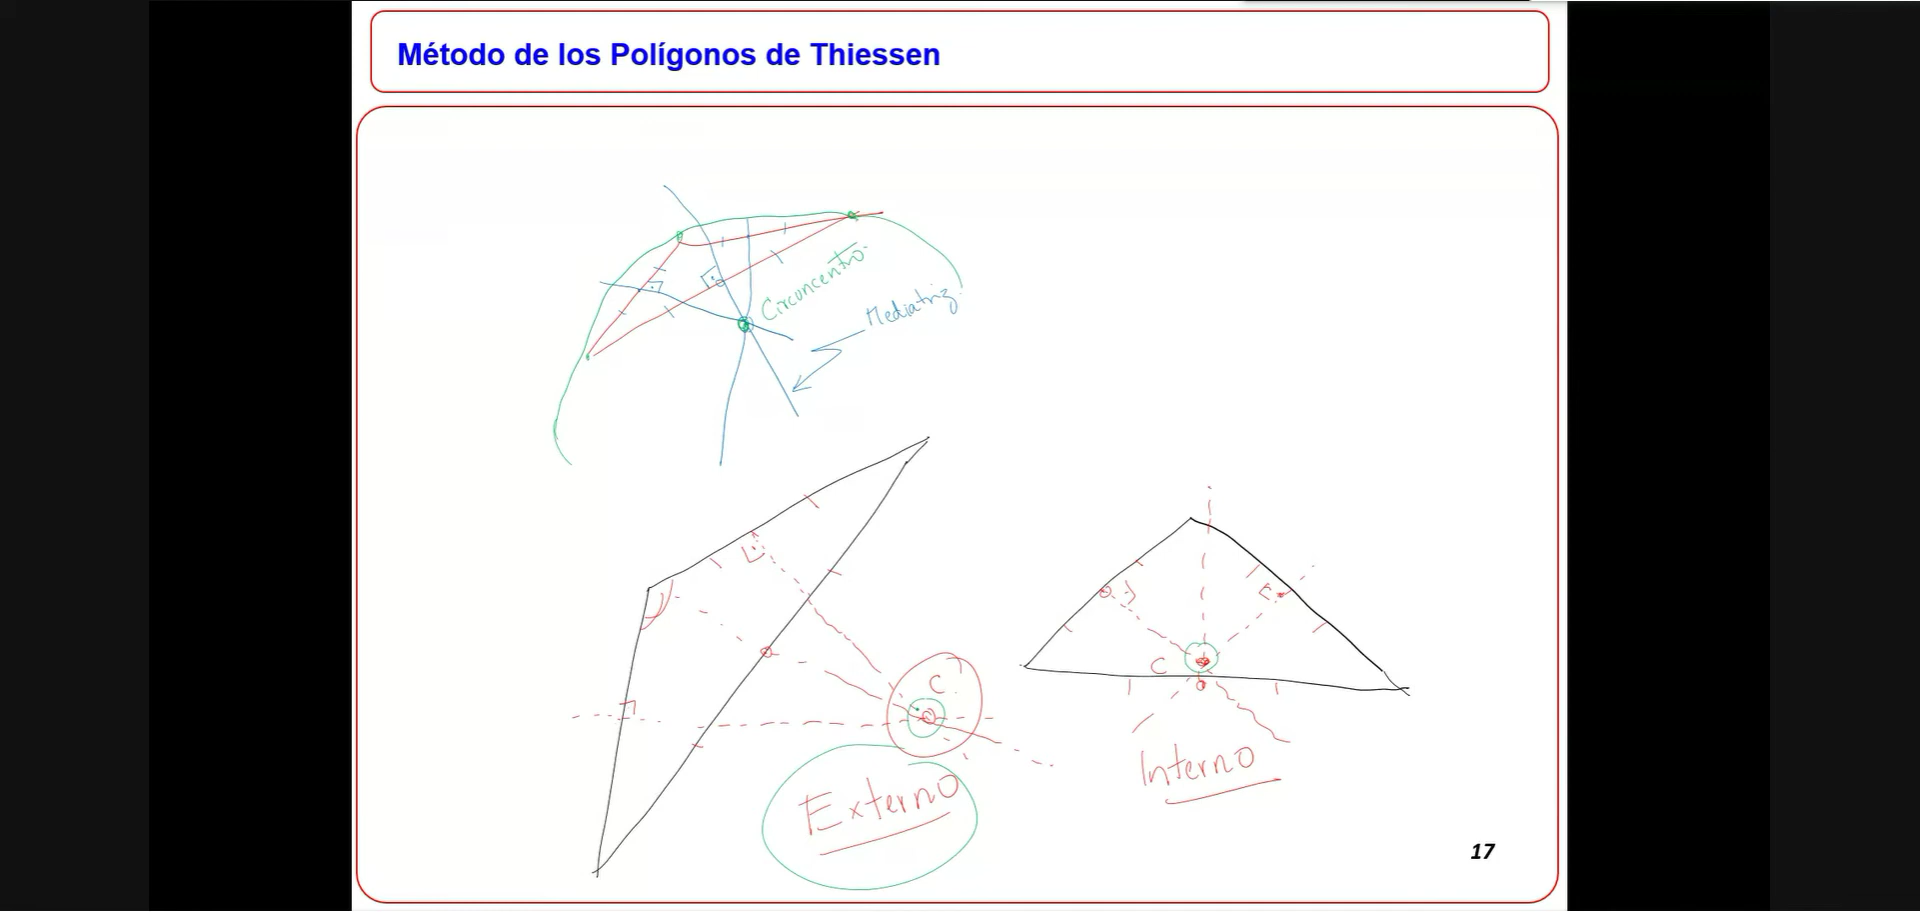 Método de los Polígonos de Thiessen
Circuncentro
Mediatriz
C
C
Interno
Externo
17